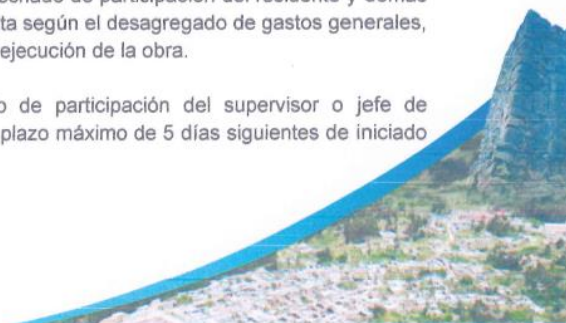 de participación del residente y demás
ta según el desagregado de gastos generales,
ejecución de la obra.
o de participación del supervisor o jefe de
plazo máximo de 5 días siguientes de iniciado